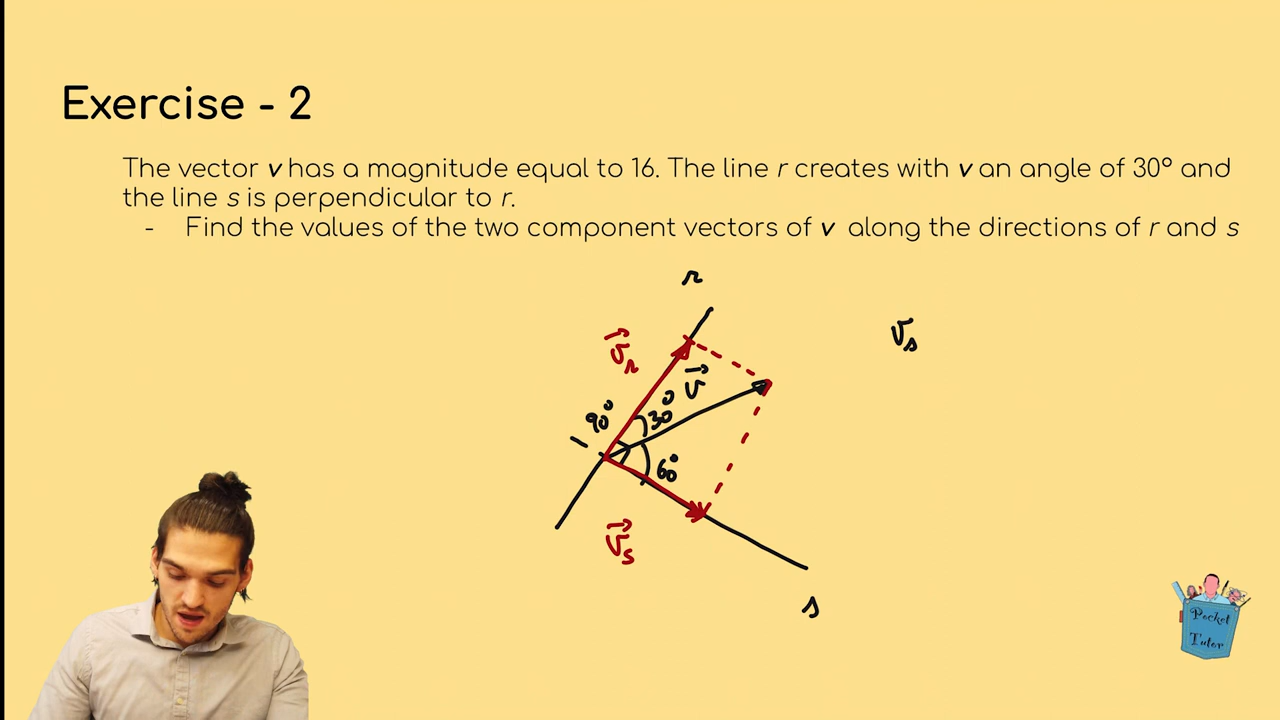 Exercise - 2
The vector v has a magnitude equal to 16. The line r creates with v an angle of 30° and
the line s is perpendicular to r.
- Find the values of the two component vectors of v along the directions of r and s
r
v⃗r
vs
v⃗
90°
30°
60°
v⃗s
s
Pocket
Tutor